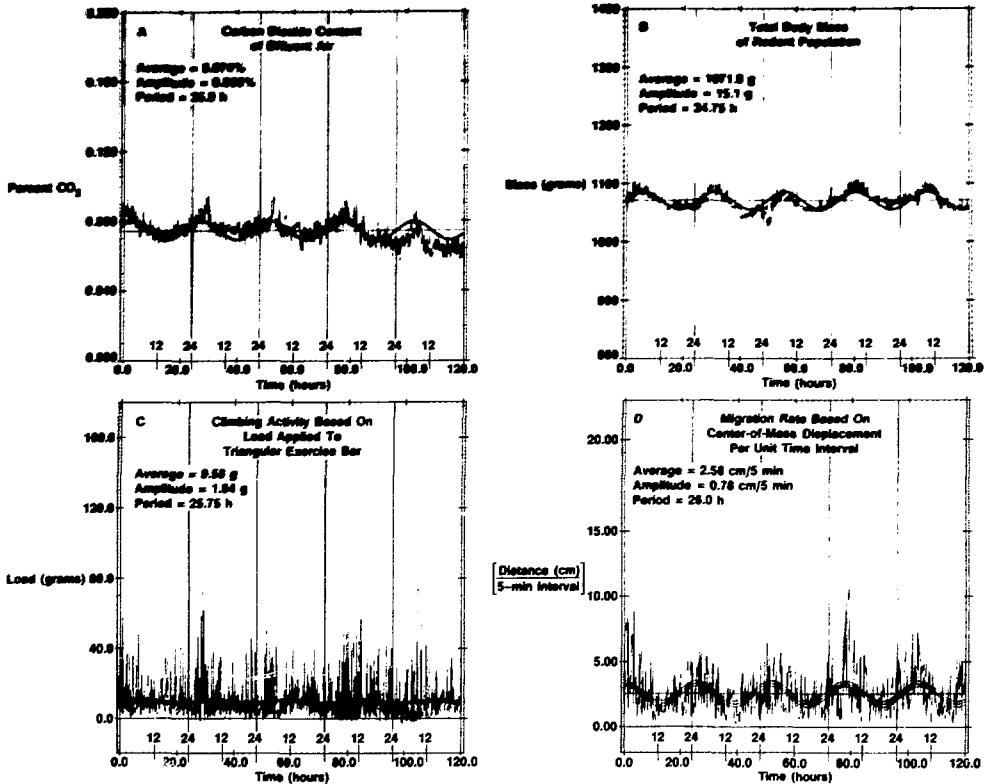 A
Carbon Dioxide Content
of Effluent Air
Period = h
Percent CO2
12 24 12 24 12 24 12 24 12
0.0 20.0 40.0 60.0 80.0 100.0 120.0
Time (hours)
B
Total Body Mass
of Rodent Population
Average = 1071.8 g
Amplitude = 15.1 g
Period = 24.75 h
Mass (grams)
1400
1300
1200
1100
1000
12 24 12 24 12 24 12 24 12
0.0 20.0 40.0 60.0 80.0 100.0 120.0
Time (hours)
C
Climbing Activity Based On
Load Applied To
Triangular Exercise Bar
Average = 9.58 g
Amplitude = 1.84 g
Period = 25.75 h
160.0
120.0
Load (grams)
80.0
40.0
0.0
12 24 12 24 12 24 12 24 12
0.0 20.0 40.0 60.0 80.0 100.0 120.0
Time (hours)
D
Migration Rate Based On
Center-of-Mass Displacement
Per Unit Time Interval
Average = 2.58 cm/5 min
Amplitude = 0.78 cm/5 min
Period = 26.0 h
20.00
15.00
Distance (cm)
5-min Interval
10.00
5.00
0.00
12 24 12 24 12 24 12 24 12
0.0 20.0 40.0 60.0 80.0 100.0 120.0
Time (hours)